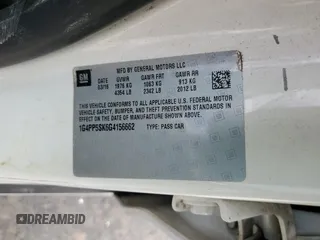 GM
MFD BY GENERAL MOTORS LLC
DATE GVWR GAWR FRT GAWR RR
03/16 1976 KG 1063 KG 913 KG
4354 LB 2342 LB 2012 LB
THIS VEHICLE CONFORMS TO ALL APPLICABLE U.S. FEDERAL
VEHICLE SAFETY, BUMPER, AND THEFT PREVENTION STANDARDS
IN EFFECT ON THE DATE OF MANUFACTURE SHOWN ABOVE.
1G4PP5SK6G4156662 TYPE: PASS CAR
DREAMBID